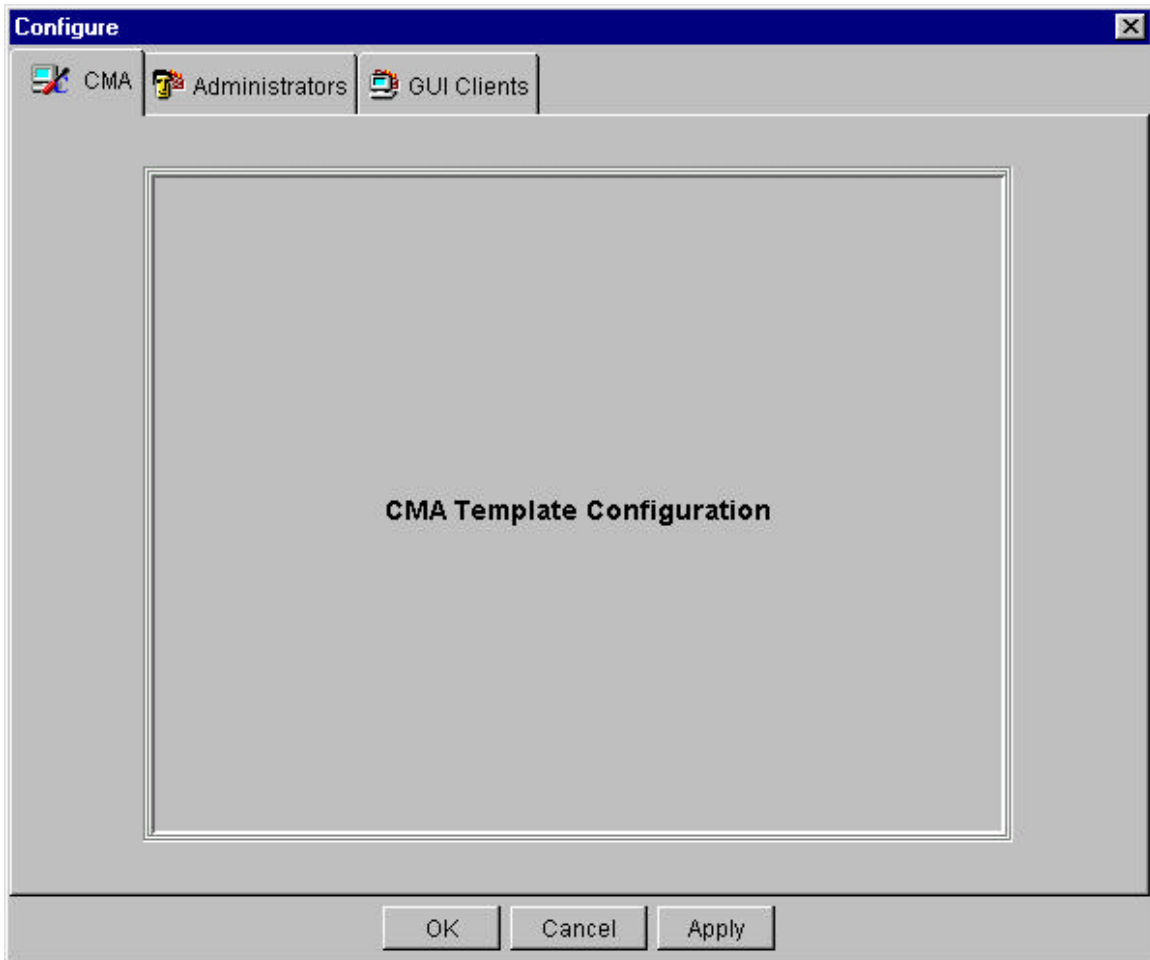 Configure
CMA Administrators GUI Clients
CMA Template Configuration
OK Cancel Apply